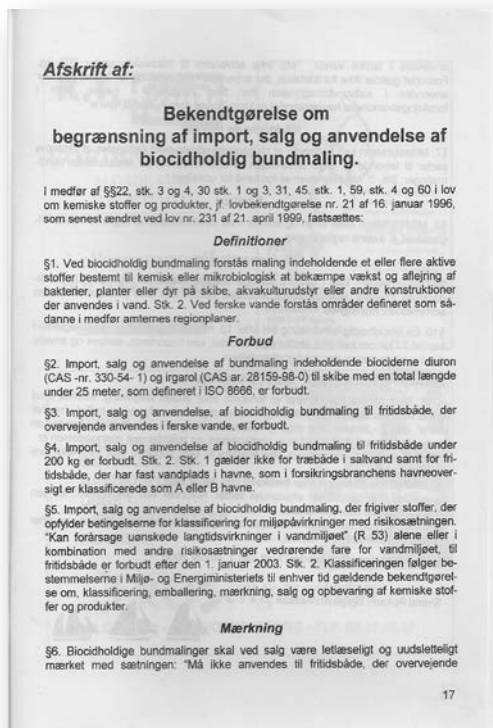 Afskrift af:
Bekendtgørelse om
begrænsning af import, salg og anvendelse af
biocidholdig bundmaling.
I medfør af §§22, stk. 3 og 4, 30 stk. 1 og 3, 31, 45. stk. 1, 59, stk. 4 og 60 i lov
om kemiske stoffer og produkter, jf. lovbekendtgørelse nr. 21 af 16. januar 1996,
som senest ændret ved lov nr. 231 af 21. april 1999, fastsættes:
Definitioner
§1. Ved biocidholdig bundmaling forstås maling indeholdende et eller flere aktive
stoffer bestemt til kemisk eller mikrobiologisk at bekæmpe vækst og aflejring af
bakterier, planter eller dyr på skibe, akvakulturudstyr eller andre konstruktioner
der anvendes i vand. Stk. 2. Ved ferske vande forstås områder defineret som så-
danne i medfør amternes regionplaner.
Forbud
§2. Import, salg og anvendelse af bundmaling indeholdende biociderne diuron
(CAS -nr. 330-54- 1) og irgarol (CAS ar. 28159-98-0) til skibe med en total længde
under 25 meter, som defineret i ISO 8666, er forbudt.
§3. Import, salg og anvendelse, af biocidholdig bundmaling til fritidsbåde, der
overvejende anvendes i ferske vande, er forbudt.
§4. Import, salg og anvendelse af biocidholdig bundmaling til fritidsbåde under
200 kg er forbudt. Stk. 2. Stk. 1 gælder ikke for træbåde i saltvand samt for fri-
tidsbåde, der har fast vandplads i havne, som i forsikringsbranchens havneover-
sigt er klassificerede som A eller B havne.
§5. Import, salg og anvendelse af biocidholdig bundmaling, der frigiver stoffer, der
opfylder betingelserne for klassificering for miljøpåvirkninger med risikosætningen.
"Kan forårsage uønskede langtidsvirkninger i vandmiljøet" (R 53) alene eller i
kombination med andre risikosætninger vedrørende fare for vandmiljøet, til
fritidsbåde er forbudt efter den 1. januar 2003. Stk. 2. Klassificeringen følger be-
stemmelserne i Miljø- og Energiministeriets til enhver tid gældende bekendtgørel-
se om, klassificering, emballering, mærkning, salg og opbevaring af kemiske stof-
fer og produkter.
Mærkning
§6. Biocidholdige bundmalinger skal ved salg være letlæseligt og uudsletteligt
mærket med sætningen: "Må ikke anvendes til fritidsbåde, der overvejende
17